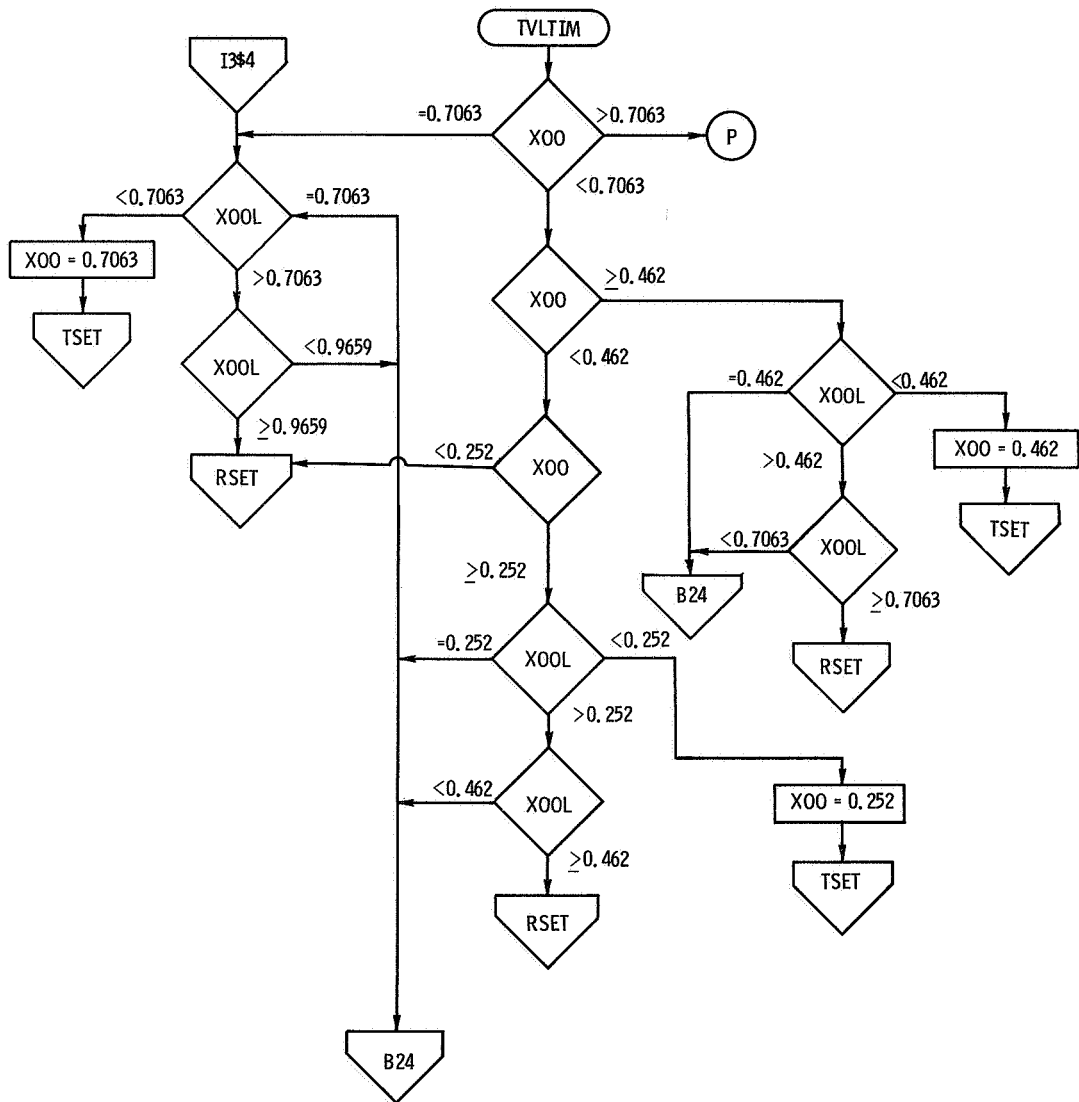 TVLTIM
I3$4
=0.7063
>0.7063
XOO
P
<0.7063
<0.7063
=0.7063
XOOL
XOO = 0.7063
>0.7063
≥0.462
XOO
TSET
XOOL
<0.9659
<0.462
=0.462
<0.462
XOOL
≥0.9659
<0.252
XOO
>0.462
XOO = 0.462
RSET
TSET
<0.7063
XOOL
≥0.252
B24
≥0.7063
=0.252
<0.252
XOOL
RSET
>0.252
<0.462
XOOL
XOO = 0.252
≥0.462
TSET
RSET
B24